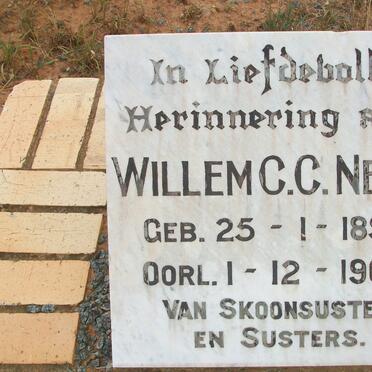 In Liefdevoll
Herinnering
WILLEM C.C. NE
GEB. 25 - 1 - 18
OORL. 1 - 12 - 19
VAN SKOONSUSTE
EN SUSTERS.